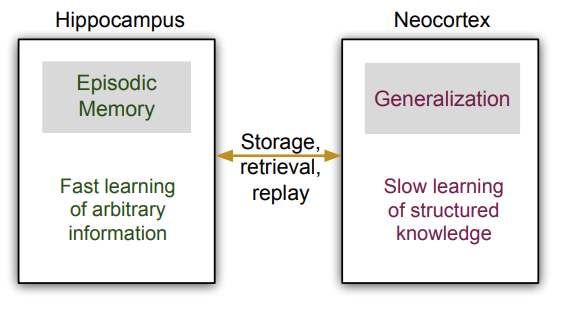 Hippocampus
Episodic
Memory
Fast learning
of arbitrary
information
Storage,
retrieval,
replay
Neocortex
Generalization
Slow learning
of structured
knowledge